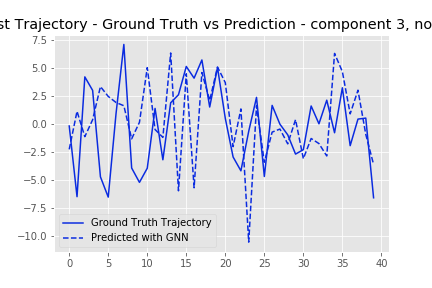 st Trajectory - Ground Truth vs Prediction - component 3, no
7.5
5.0
2.5
0.0
−2.5
−5.0
−7.5
−10.0
Ground Truth Trajectory
Predicted with GNN
0 5 10 15 20 25 30 35 40